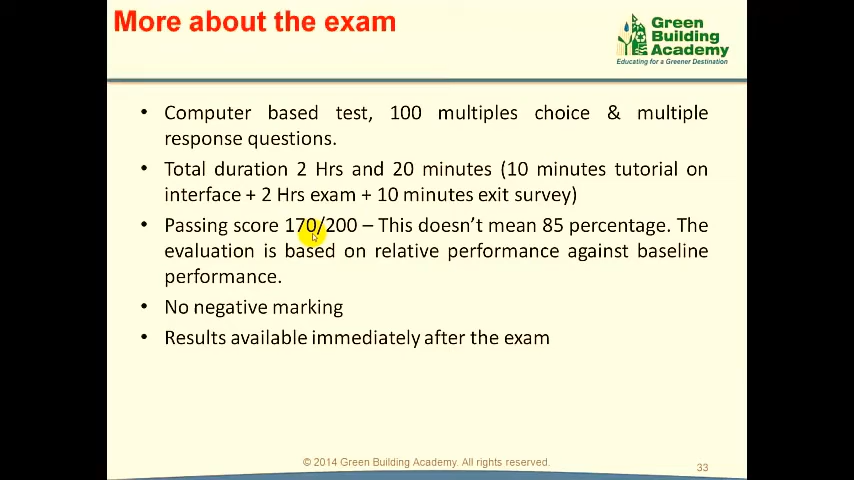 More about the exam
Green
Building
Academy
Educating for a Greener Destination
• Computer based test, 100 multiples choice & multiple
response questions.
• Total duration 2 Hrs and 20 minutes (10 minutes tutorial on
interface + 2 Hrs exam + 10 minutes exit survey)
• Passing score 170/200 – This doesn't mean 85 percentage. The
evaluation is based on relative performance against baseline
performance.
• No negative marking
• Results available immediately after the exam
© 2014 Green Building Academy. All rights reserved.
33